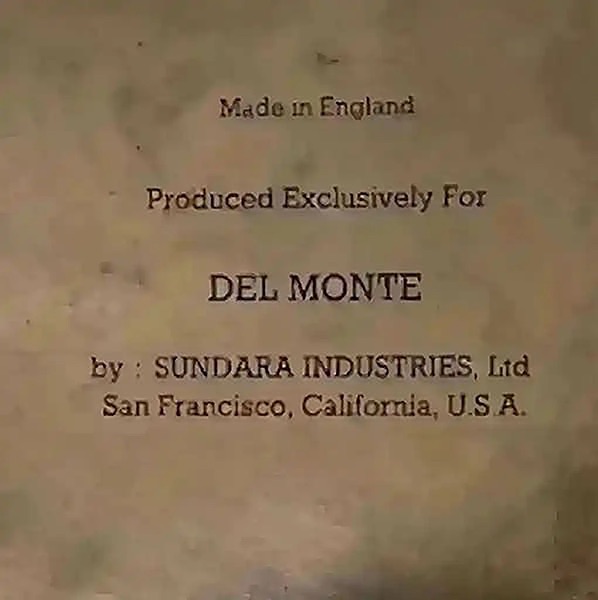 Made in England
Produced Exclusively For
DEL MONTE
by : SUNDARA INDUSTRIES, Ltd
San Francisco, California, U.S.A.